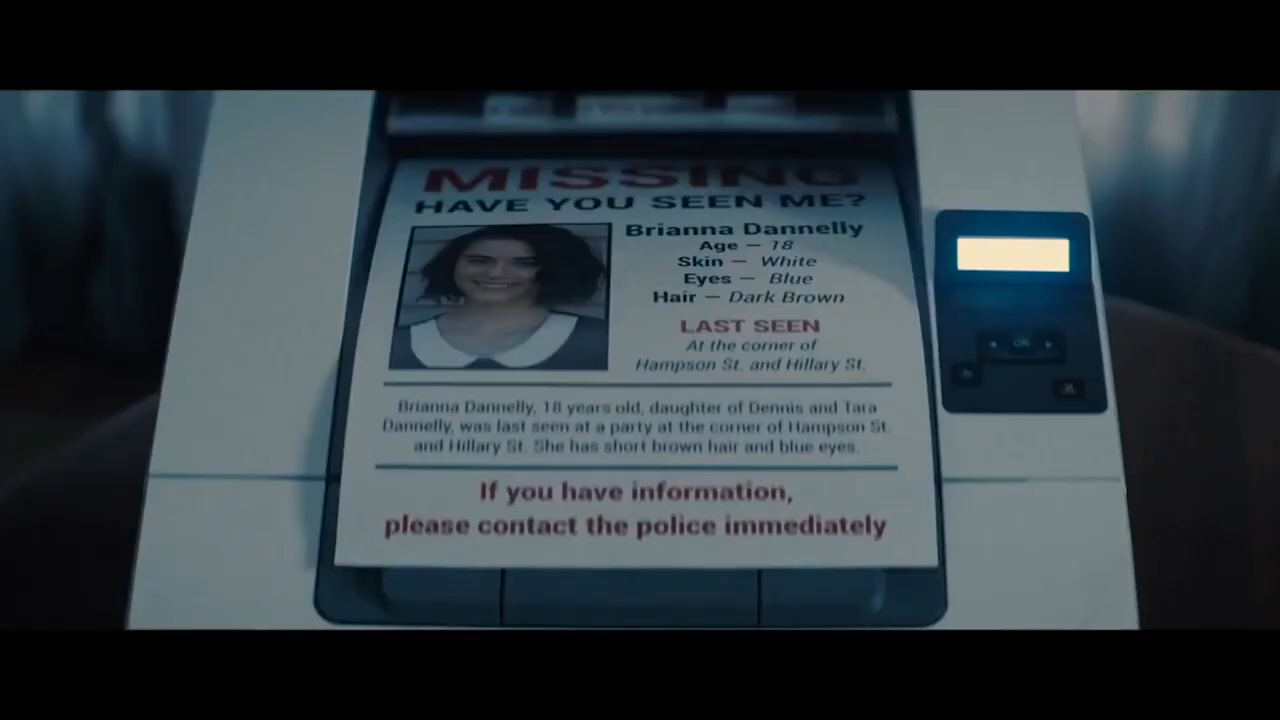 MISSING
HAVE YOU SEEN ME?
Brianna Dannelly
Age — 18
Skin — White
Eyes — Blue
Hair — Dark Brown
LAST SEEN
At the corner of
Hampson St. and Hillary St.
Brianna Dannelly, 18 years old, daughter of Dennis and Tara
Dannelly, was last seen at a party at the corner of Hampson St.
and Hillary St. She has short brown hair and blue eyes.
If you have information,
please contact the police immediately
OK